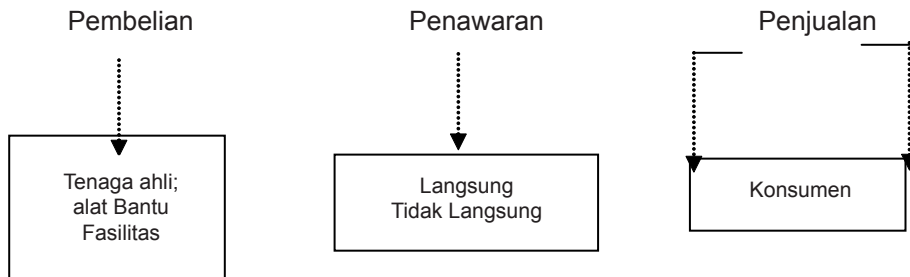 Pembelian
Penawaran
Penjualan
Tenaga ahli;
alat Bantu
Fasilitas
Langsung
Tidak Langsung
Konsumen